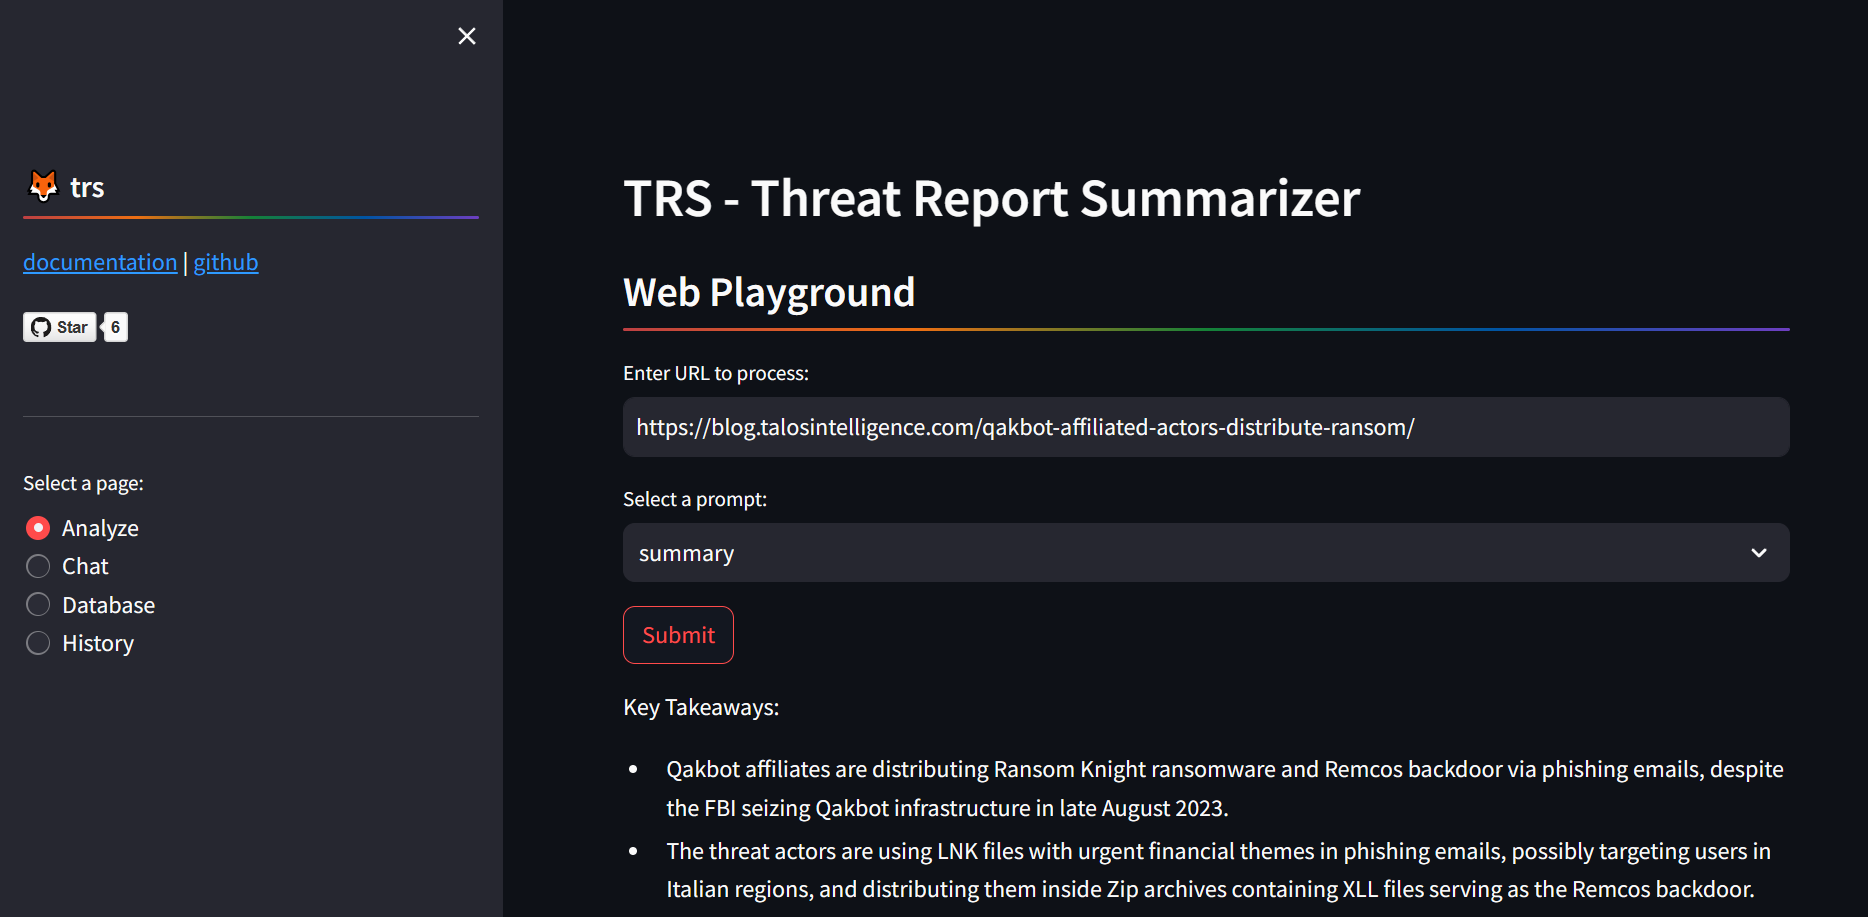 trs
documentation | github
Star 6
Select a page:
Analyze
Chat
Database
History
TRS - Threat Report Summarizer
Web Playground
Enter URL to process:
https://blog.talosintelligence.com/qakbot-affiliated-actors-distribute-ransom/
Select a prompt:
summary
Submit
Key Takeaways:
Qakbot affiliates are distributing Ransom Knight ransomware and Remcos backdoor via phishing emails, despite
the FBI seizing Qakbot infrastructure in late August 2023.
The threat actors are using LNK files with urgent financial themes in phishing emails, possibly targeting users in
Italian regions, and distributing them inside Zip archives containing XLL files serving as the Remcos backdoor.